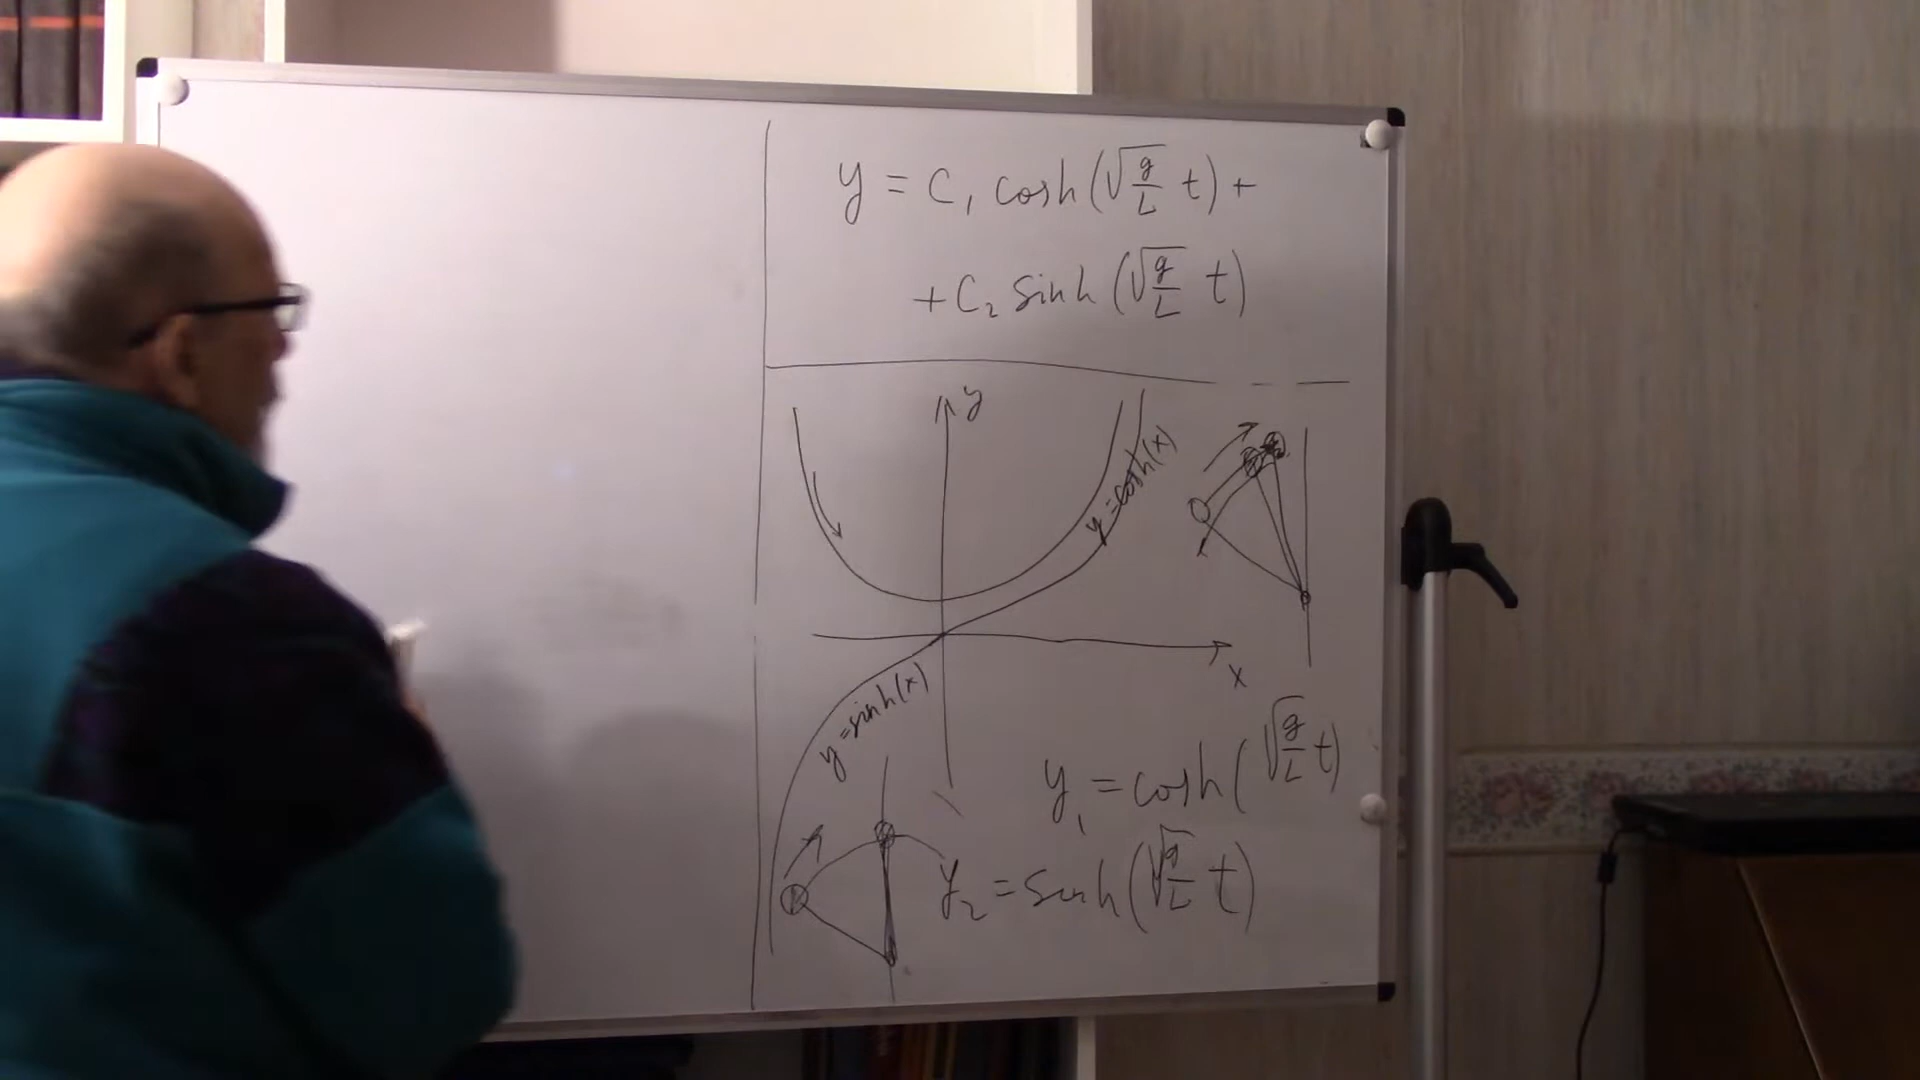 y = C₁ cosh(√(g/L) t) +
+ C₂ sinh(√(g/L) t)
y
y = cosh(x)
x
y = sinh(x)
y₁ = cosh(√(g/L) t)
y₂ = sinh(√(g/L) t)